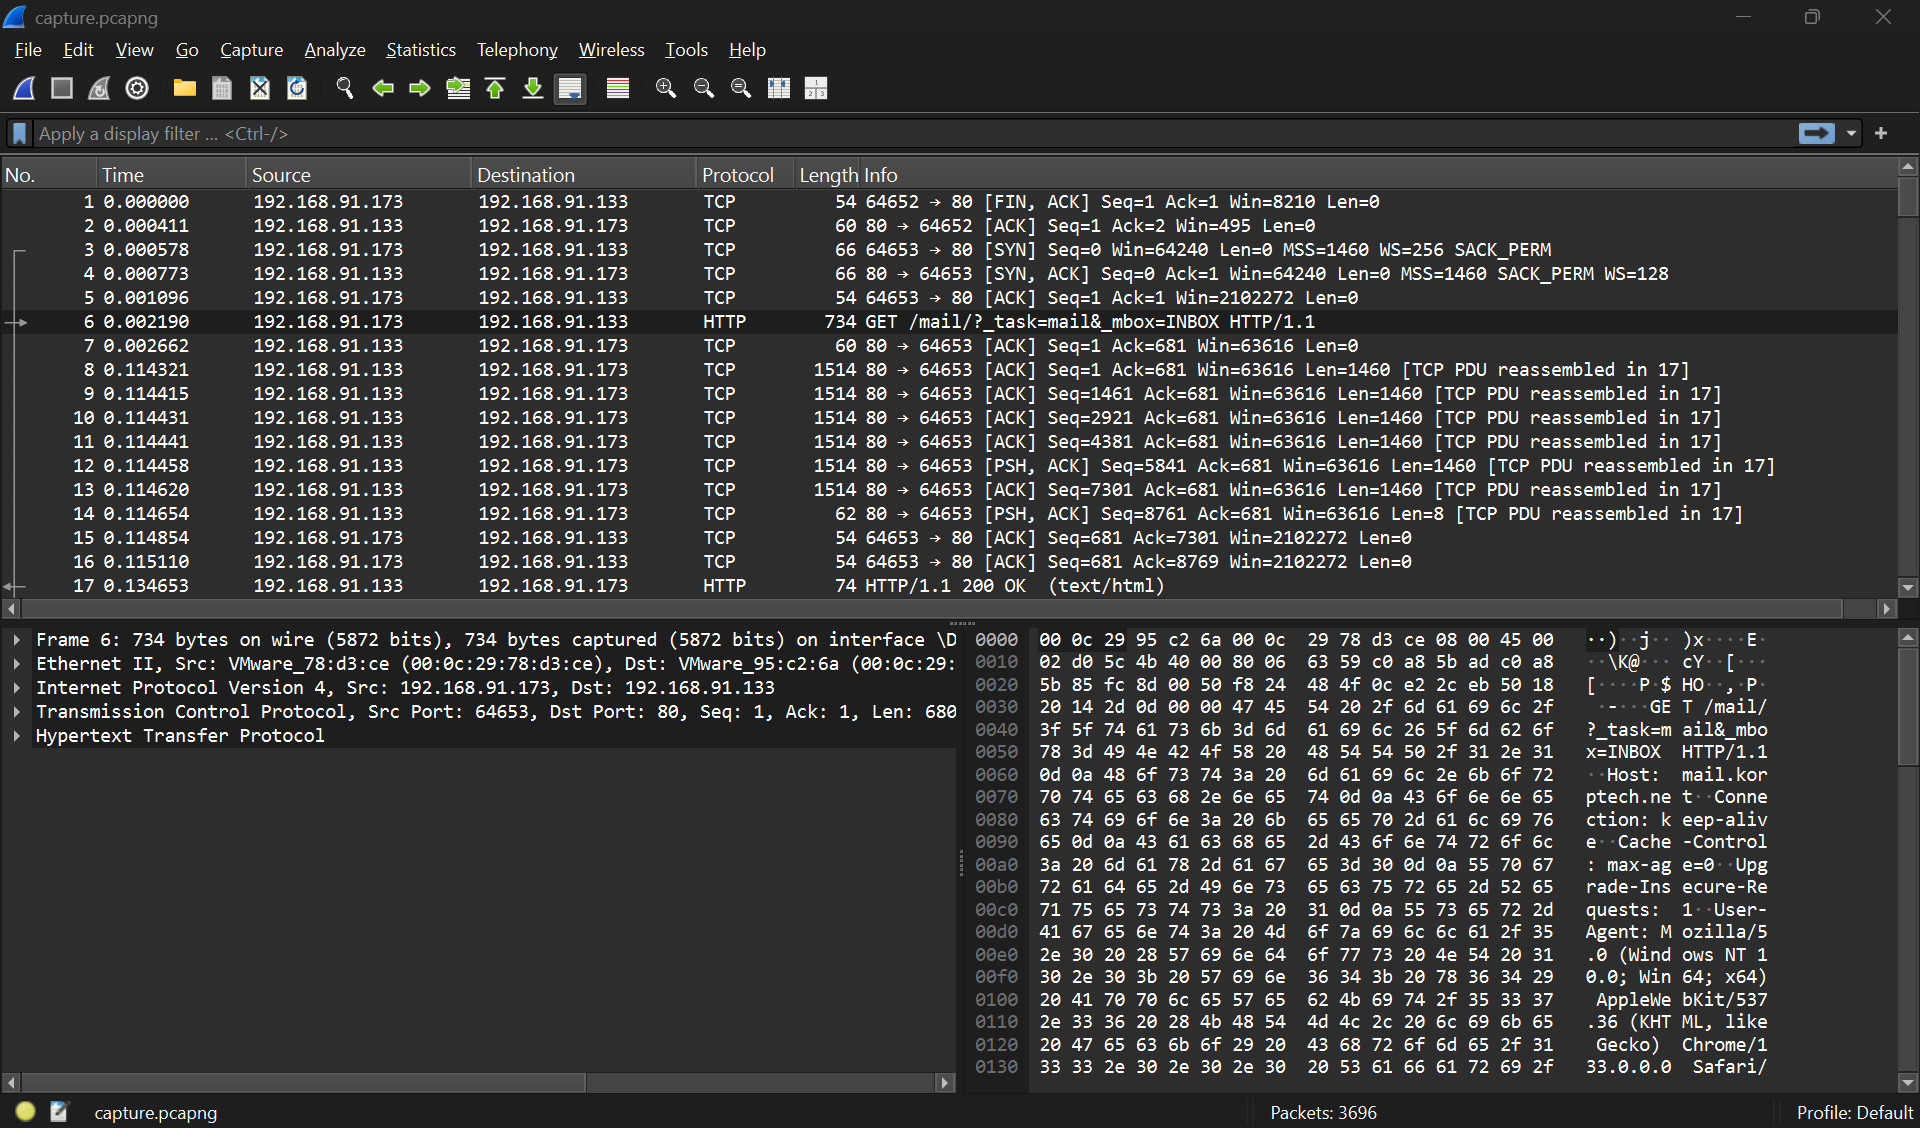 capture.pcapng
File Edit View Go Capture Analyze Statistics Telephony Wireless Tools Help
Apply a display filter ... <Ctrl-/>
No. Time Source Destination Protocol Length Info
1 0.000000 192.168.91.173 192.168.91.133 TCP 54 64652 → 80 [FIN, ACK] Seq=1 Ack=1 Win=8210 Len=0
2 0.000411 192.168.91.133 192.168.91.173 TCP 60 80 → 64652 [ACK] Seq=1 Ack=2 Win=495 Len=0
3 0.000578 192.168.91.173 192.168.91.133 TCP 66 64653 → 80 [SYN] Seq=0 Win=64240 Len=0 MSS=1460 WS=256 SACK_PERM
4 0.000773 192.168.91.133 192.168.91.173 TCP 66 80 → 64653 [SYN, ACK] Seq=0 Ack=1 Win=64240 Len=0 MSS=1460 SACK_PERM WS=128
5 0.001096 192.168.91.173 192.168.91.133 TCP 54 64653 → 80 [ACK] Seq=1 Ack=1 Win=2102272 Len=0
6 0.002190 192.168.91.173 192.168.91.133 HTTP 734 GET /mail/?_task=mail&_mbox=INBOX HTTP/1.1
7 0.002662 192.168.91.133 192.168.91.173 TCP 60 80 → 64653 [ACK] Seq=1 Ack=681 Win=63616 Len=0
8 0.114321 192.168.91.133 192.168.91.173 TCP 1514 80 → 64653 [ACK] Seq=1 Ack=681 Win=63616 Len=1460 [TCP PDU reassembled in 17]
9 0.114415 192.168.91.133 192.168.91.173 TCP 1514 80 → 64653 [ACK] Seq=1461 Ack=681 Win=63616 Len=1460 [TCP PDU reassembled in 17]
10 0.114431 192.168.91.133 192.168.91.173 TCP 1514 80 → 64653 [ACK] Seq=2921 Ack=681 Win=63616 Len=1460 [TCP PDU reassembled in 17]
11 0.114441 192.168.91.133 192.168.91.173 TCP 1514 80 → 64653 [ACK] Seq=4381 Ack=681 Win=63616 Len=1460 [TCP PDU reassembled in 17]
12 0.114458 192.168.91.133 192.168.91.173 TCP 1514 80 → 64653 [PSH, ACK] Seq=5841 Ack=681 Win=63616 Len=1460 [TCP PDU reassembled in 17]
13 0.114620 192.168.91.133 192.168.91.173 TCP 1514 80 → 64653 [ACK] Seq=7301 Ack=681 Win=63616 Len=1460 [TCP PDU reassembled in 17]
14 0.114654 192.168.91.133 192.168.91.173 TCP 62 80 → 64653 [PSH, ACK] Seq=8761 Ack=681 Win=63616 Len=8 [TCP PDU reassembled in 17]
15 0.114854 192.168.91.173 192.168.91.133 TCP 54 64653 → 80 [ACK] Seq=681 Ack=7301 Win=2102272 Len=0
16 0.115110 192.168.91.173 192.168.91.133 TCP 54 64653 → 80 [ACK] Seq=681 Ack=8769 Win=2102272 Len=0
17 0.134653 192.168.91.133 192.168.91.173 HTTP 74 HTTP/1.1 200 OK  (text/html)
Frame 6: 734 bytes on wire (5872 bits), 734 bytes captured (5872 bits) on interface \D
Ethernet II, Src: VMware_78:d3:ce (00:0c:29:78:d3:ce), Dst: VMware_95:c2:6a (00:0c:29:
Internet Protocol Version 4, Src: 192.168.91.173, Dst: 192.168.91.133
Transmission Control Protocol, Src Port: 64653, Dst Port: 80, Seq: 1, Ack: 1, Len: 680
Hypertext Transfer Protocol
0000 00 0c 29 95 c2 6a 00 0c 29 78 d3 ce 08 00 45 00 ··)··j·· )x····E·
0010 02 d0 5c 4b 40 00 80 06 63 59 c0 a8 5b ad c0 a8 ··\K@··· cY··[···
0020 5b 85 fc 8d 00 50 f8 24 48 4f 0c e2 2c eb 50 18 [····P·$ HO··,·P·
0030 20 14 2d 0d 00 00 47 45 54 20 2f 6d 61 69 6c 2f ·-···GE T /mail/
0040 3f 5f 74 61 73 6b 3d 6d 61 69 6c 26 5f 6d 62 6f ?_task=m ail&_mbo
0050 78 3d 49 4e 42 4f 58 20 48 54 54 50 2f 31 2e 31 x=INBOX HTTP/1.1
0060 0d 0a 48 6f 73 74 3a 20 6d 61 69 6c 2e 6b 6f 72 ··Host: mail.kor
0070 70 74 65 63 68 2e 6e 65 74 0d 0a 43 6f 6e 6e 65 ptech.ne t··Conne
0080 63 74 69 6f 6e 3a 20 6b 65 65 70 2d 61 6c 69 76 ction: k eep-aliv
0090 65 0d 0a 43 61 63 68 65 2d 43 6f 6e 74 72 6f 6c e··Cache -Control
00a0 3a 20 6d 61 78 2d 61 67 65 3d 30 0d 0a 55 70 67 : max-ag e=0··Upg
00b0 72 61 64 65 2d 49 6e 73 65 63 75 72 65 2d 52 65 rade-Ins ecure-Re
00c0 71 75 65 73 74 73 3a 20 31 0d 0a 55 73 65 72 2d quests: 1··User-
00d0 41 67 65 6e 74 3a 20 4d 6f 7a 69 6c 6c 61 2f 35 Agent: M ozilla/5
00e0 2e 30 20 28 57 69 6e 64 6f 77 73 20 4e 54 20 31 .0 (Wind ows NT 1
00f0 30 2e 30 3b 20 57 69 6e 36 34 3b 20 78 36 34 29 0.0; Win 64; x64)
0100 20 41 70 70 6c 65 57 65 62 4b 69 74 2f 35 33 37 AppleWe bKit/537
0110 2e 33 36 20 28 4b 48 54 4d 4c 2c 20 6c 69 6b 65 .36 (KHT ML, like
0120 20 47 65 63 6b 6f 29 20 43 68 72 6f 6d 65 2f 31 Gecko) Chrome/1
0130 33 33 2e 30 2e 30 2e 30 20 53 61 66 61 72 69 2f 33.0.0.0 Safari/
capture.pcapng Packets: 3696 Profile: Default